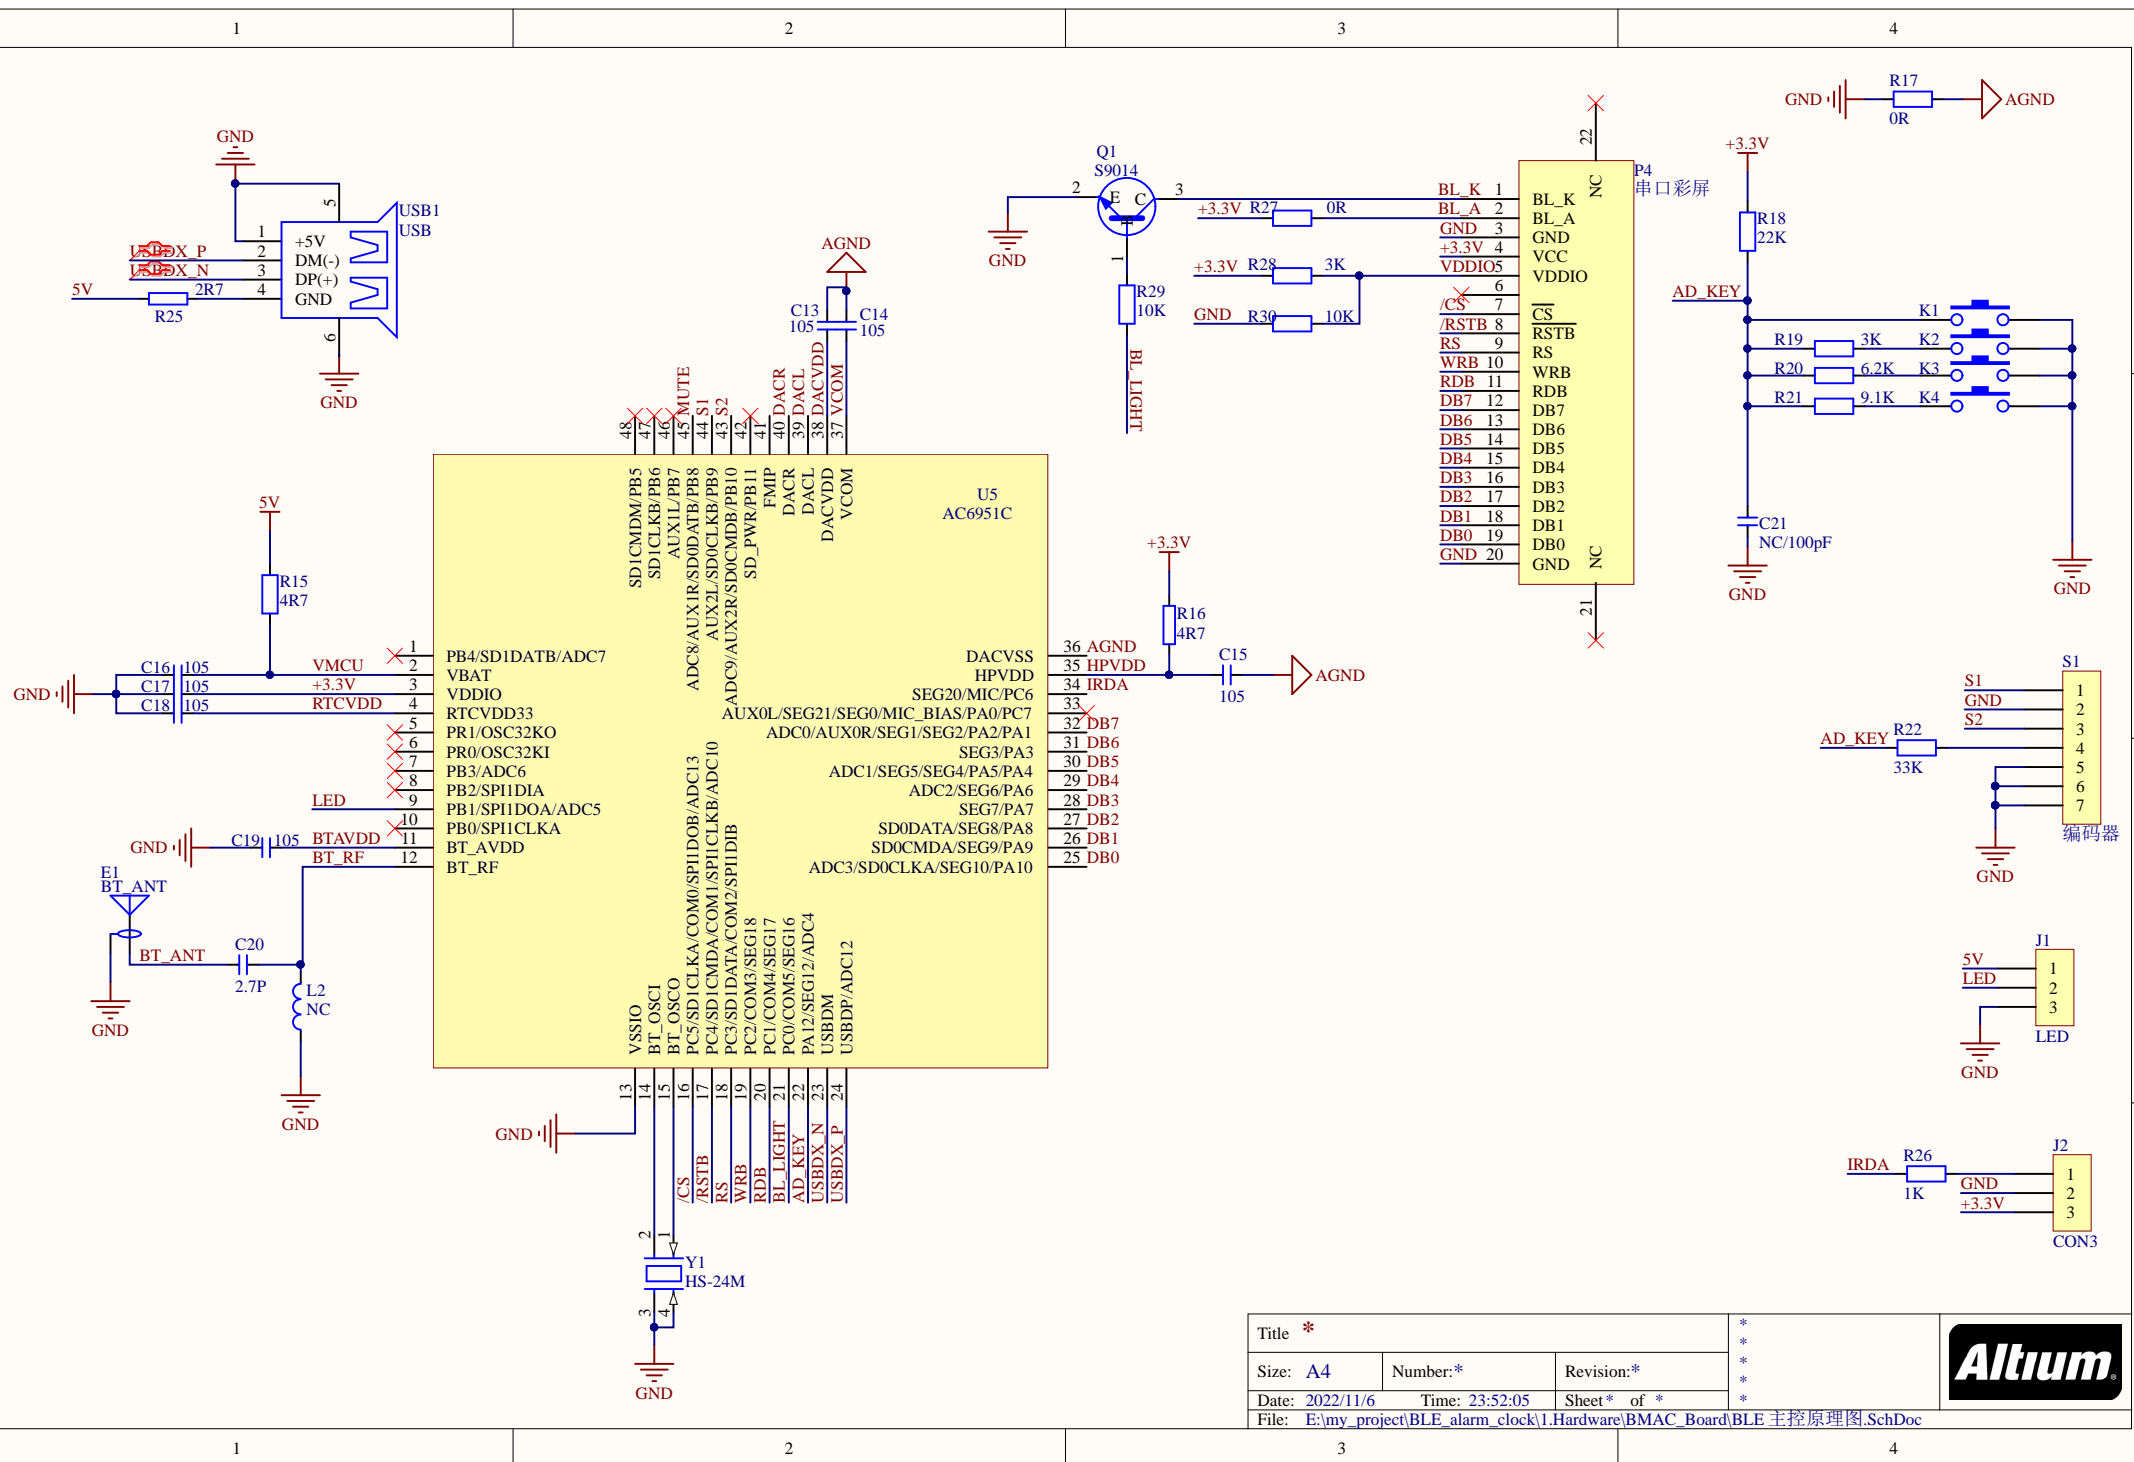 1 2 3 4
GND
5
USB1
USB
1 +5V
USBDX_P 2 DM(-)
USBDX_N 3 DP(+)
5V 2R7 4 GND
R25
6
GND
AGND
C13 C14
105 105
Q1
S9014
2 E C 3
GND
1
R29
10K
BL_LIGHT
+3.3V R27 0R
+3.3V R28 3K
GND R30 10K
22
P4
串口彩屏
NC
BL_K 1 BL_K
BL_A 2 BL_A
GND 3 GND
+3.3V 4 VCC
VDDIO 5 VDDIO
6
/CS 7 CS
/RSTB 8 RSTB
RS 9 RS
WRB 10 WRB
RDB 11 RDB
DB7 12 DB7
DB6 13 DB6
DB5 14 DB5
DB4 15 DB4
DB3 16 DB3
DB2 17 DB2
DB1 18 DB1
DB0 19 DB0
GND 20 GND
NC
21
GND R17 AGND
0R
+3.3V
R18
22K
AD_KEY
K1
R19 3K K2
R20 6.2K K3
R21 9.1K K4
C21
NC/100pF
GND
GND
U5
AC6951C
48 SD1CMDM/PB5
47 SD1CLKB/PB6
46 AUX1L/PB7
MUTE 45 ADC8/AUX1R/SD0DATB/PB8
S1 44 AUX2L/SD0CLKB/PB9
S2 43 ADC9/AUX2R/SD0CMDB/PB10
42 SD_PWR/PB11
41 FMIP
DACR 40 DACR
DACL 39 DACL
DACVDD 38 DACVDD
VCOM 37 VCOM
5V
R15
4R7
1 PB4/SD1DATB/ADC7
GND C16 105 VMCU 2 VBAT
C17 105 +3.3V 3 VDDIO
C18 105 RTCVDD 4 RTCVDD33
5 PR1/OSC32KO
6 PR0/OSC32KI
7 PB3/ADC6
8 PB2/SPI1DIA
LED 9 PB1/SPI1DOA/ADC5
10 PB0/SPI1CLKA
GND C19 105 BTAVDD 11 BT_AVDD
BT_RF 12 BT_RF
E1
BT_ANT
BT_ANT C20
2.7P
GND
L2
NC
GND
+3.3V
R16
4R7
C15
105
AGND
DACVSS 36 AGND
HPVDD 35 HPVDD
SEG20/MIC/PC6 34 IRDA
AUX0L/SEG21/SEG0/MIC_BIAS/PA0/PC7 33
ADC0/AUX0R/SEG1/SEG2/PA2/PA1 32 DB7
SEG3/PA3 31 DB6
ADC1/SEG5/SEG4/PA5/PA4 30 DB5
ADC2/SEG6/PA6 29 DB4
SEG7/PA7 28 DB3
SD0DATA/SEG8/PA8 27 DB2
SD0CMDA/SEG9/PA9 26 DB1
ADC3/SD0CLKA/SEG10/PA10 25 DB0
VSSIO 13
BT_OSCI 14
BT_OSCO 15
PC5/SD1CLKA/COM0/SPI1DOB/ADC13 16 /CS
PC4/SD1CMDA/COM1/SPI1CLKB/ADC10 17 /RSTB
PC3/SD1DATA/COM2/SPI1DIB 18 RS
PC2/COM3/SEG18 19 WRB
PC1/COM4/SEG17 20 RDB
PC0/COM5/SEG16 21 BL_LIGHT
PA12/SEG12/ADC4 22 AD_KEY
USBDM 23 USBDX_N
USBDP/ADC12 24 USBDX_P
GND
2 1
Y1
HS-24M
3 4
GND
S1
S1 1
GND 2
S2 3
AD_KEY R22 4
33K
5
6
7
编码器
GND
J1
5V 1
LED 2
3
LED
GND
J2
IRDA R26 1
1K
GND 2
+3.3V 3
CON3
Title *
Size: A4 Number:* Revision:*
Date: 2022/11/6 Time: 23:52:05 Sheet * of *
File: E:\my_project\BLE_alarm_clock\1.Hardware\BMAC_Board\BLE 主控原理图.SchDoc
*
*
*
*
*
Altium
1 2 3 4